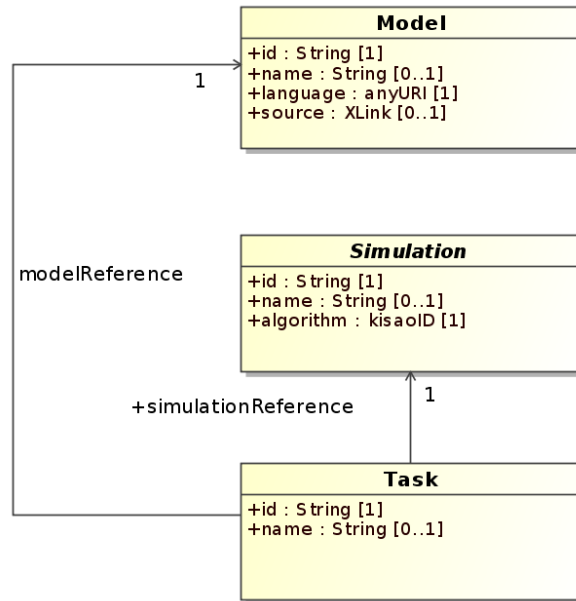 Model
+id : String [1]
+name : String [0..1]
+language : anyURI [1]
+source : XLink [0..1]
1
modelReference
Simulation
+id : String [1]
+name : String [0..1]
+algorithm : kisaoID [1]
+simulationReference
1
Task
+id : String [1]
+name : String [0..1]